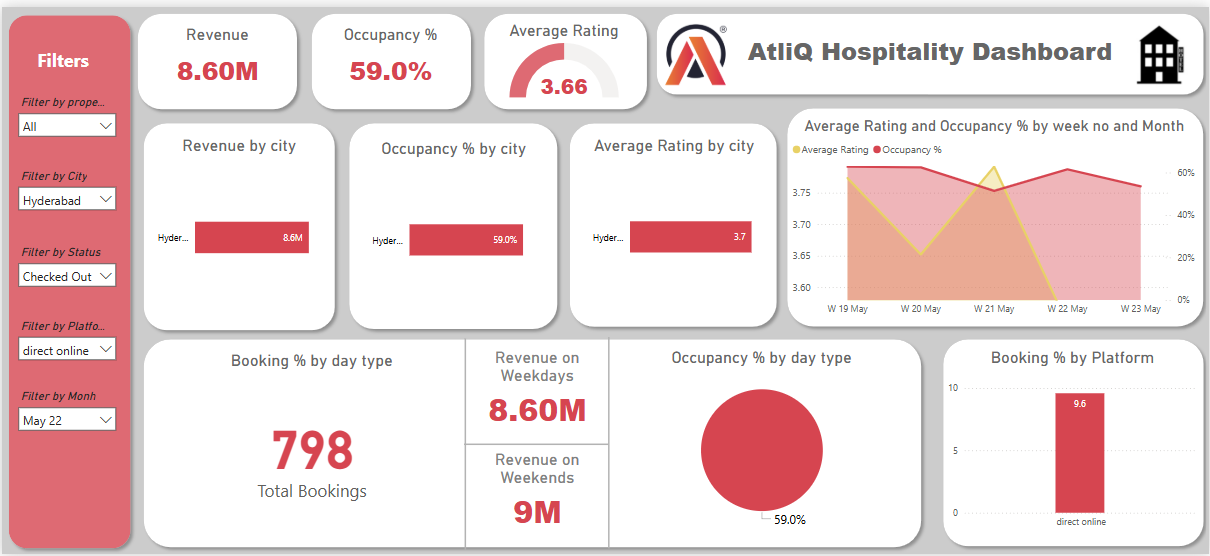 Filters
Filter by prope...
All
Filter by City
Hyderabad
Filter by Status
Checked Out
Filter by Platfo...
direct online
Filter by Monh
May 22
Revenue
8.60M
Occupancy %
59.0%
Average Rating
3.66
®
AtliQ Hospitality Dashboard
Revenue by city
Hyder...
8.6M
Occupancy % by city
Hyder...
59.0%
Average Rating by city
Hyder...
3.7
Average Rating and Occupancy % by week no and Month
Average Rating Occupancy %
3.75
3.70
3.65
3.60
60%
40%
20%
0%
W 19 May W 20 May W 21 May W 22 May W 23 May
Booking % by day type
798
Total Bookings
Revenue on
Weekdays
8.60M
Revenue on
Weekends
9M
Occupancy % by day type
59.0%
Booking % by Platform
10
5
0
9.6
direct online